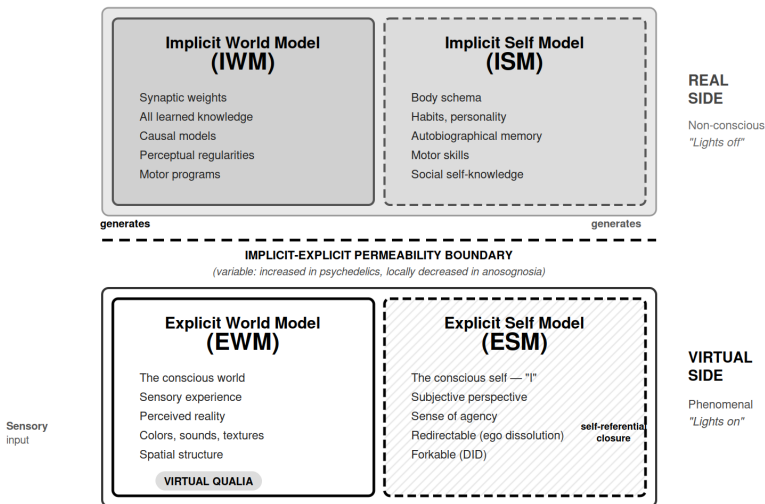 Implicit World Model
(IWM)
Synaptic weights
All learned knowledge
Causal models
Perceptual regularities
Motor programs
Implicit Self Model
(ISM)
Body schema
Habits, personality
Autobiographical memory
Motor skills
Social self-knowledge
REAL
SIDE
Non-conscious
"Lights off"
generates
generates
IMPLICIT-EXPLICIT PERMEABILITY BOUNDARY
(variable: increased in psychedelics, locally decreased in anosognosia)
Explicit World Model
(EWM)
The conscious world
Sensory experience
Perceived reality
Colors, sounds, textures
Spatial structure
VIRTUAL QUALIA
Explicit Self Model
(ESM)
The conscious self — "I"
Subjective perspective
Sense of agency
Redirectable (ego dissolution)
Forkable (DID)
self-referential
closure
VIRTUAL
SIDE
Phenomenal
"Lights on"
Sensory
input